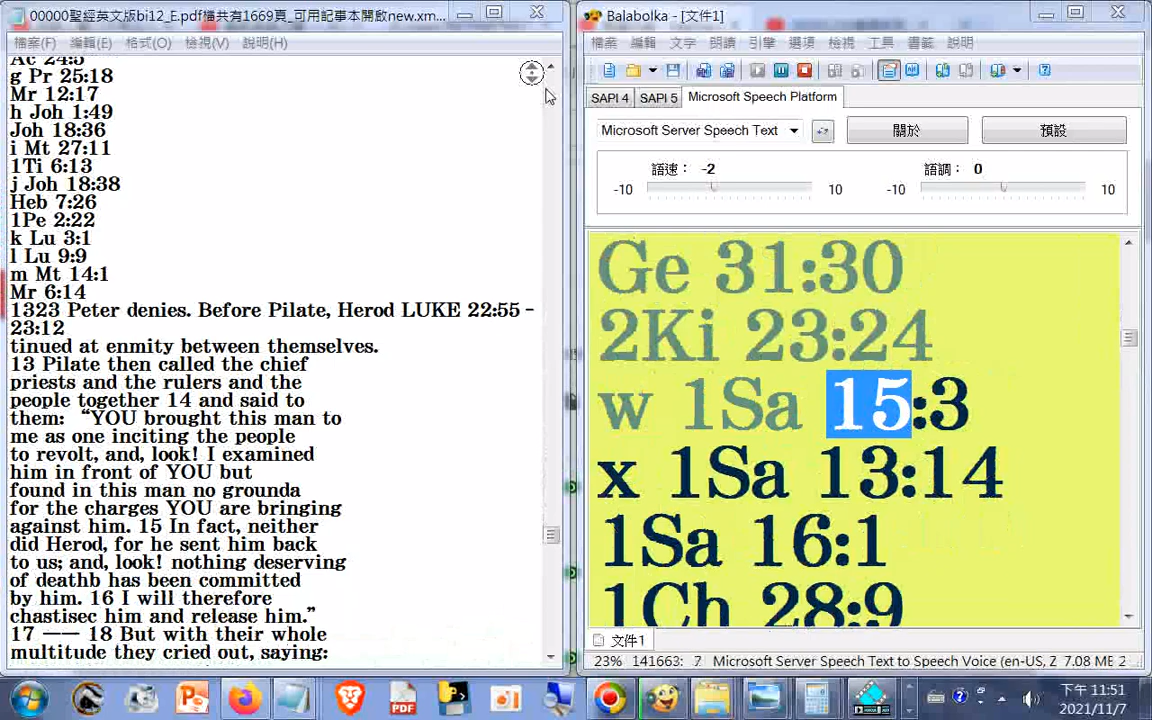 00000聖經英文版bi12_E.pdf檔共有1669頁_可用記事本開啟new.xm...
檔案(F) 編輯(E) 格式(O) 檢視(V) 說明(H)
Ac 24:5
g Pr 25:18
Mr 12:17
h Joh 1:49
Joh 18:36
i Mt 27:11
1Ti 6:13
j Joh 18:38
Heb 7:26
1Pe 2:22
k Lu 3:1
l Lu 9:9
m Mt 14:1
Mr 6:14
1323 Peter denies. Before Pilate, Herod LUKE 22:55 -
23:12
tinued at enmity between themselves.
13 Pilate then called the chief
priests and the rulers and the
people together 14 and said to
them: “YOU brought this man to
me as one inciting the people
to revolt, and, look! I examined
him in front of YOU but
found in this man no grounda
for the charges YOU are bringing
against him. 15 In fact, neither
did Herod, for he sent him back
to us; and, look! nothing deserving
of deathb has been committed
by him. 16 I will therefore
chastisec him and release him.”
17 —— 18 But with their whole
multitude they cried out, saying:
Balabolka - [文件1]
檔案 編輯 文字 朗讀 引擎 選項 檢視 工具 書籤 說明
SAPI 4 SAPI 5 Microsoft Speech Platform
Microsoft Server Speech Text 關於 預設
語速： -2 語調： 0
-10 10 -10 10
Ge 31:30
2Ki 23:24
w 1Sa 15:3
x 1Sa 13:14
1Sa 16:1
1Ch 28:9
文件1
23% 141663: 7 Microsoft Server Speech Text to Speech Voice (en-US, Z 7.08 MB 2
PDF
下午 11:51
2021/11/7